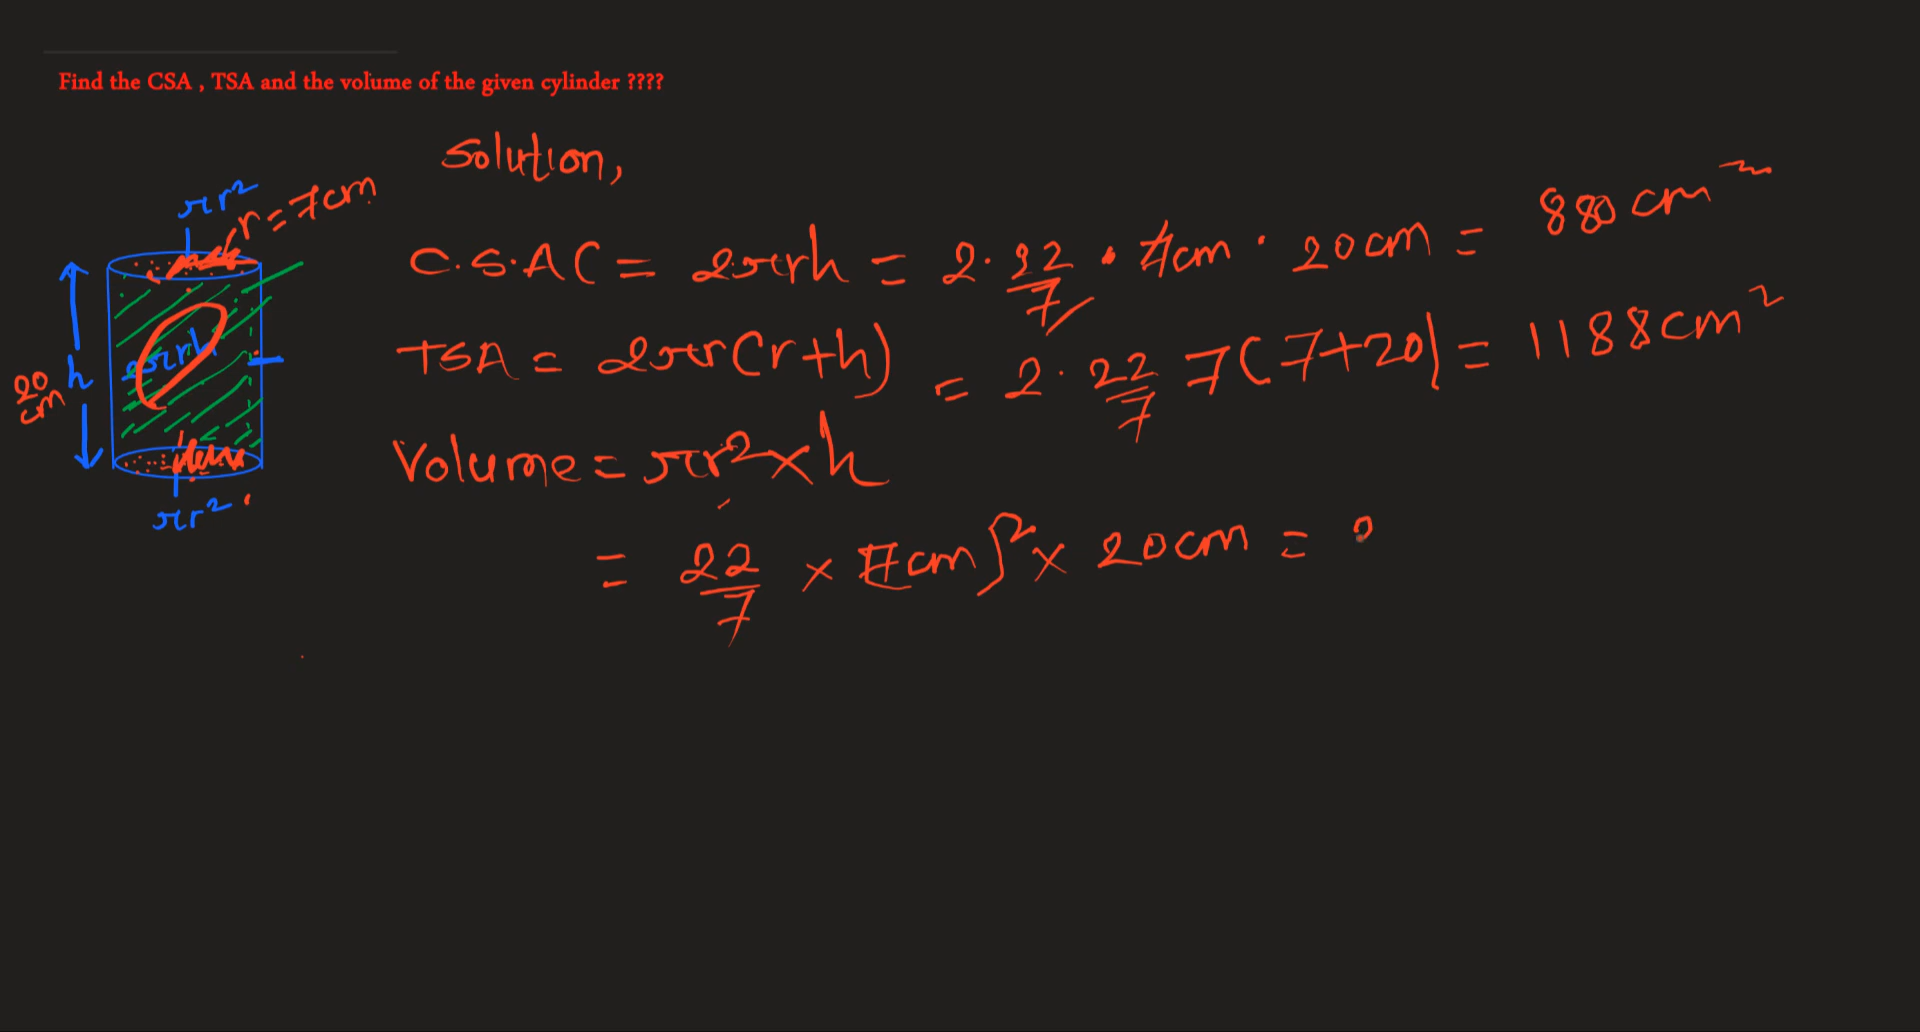 Find the CSA , TSA and the volume of the given cylinder ????
Solution,
πr²
r=7cm
C.S.A( = 2πrh = 2·22/7 · 7cm · 20cm = 880cm²
TSA = 2πr(r+h) = 2·22/7 7(7+20) = 1188cm²
20 cm
h
2πrh
Volume = πr²×h
= 22/7 × (7cm)²× 20cm = ?
πr²